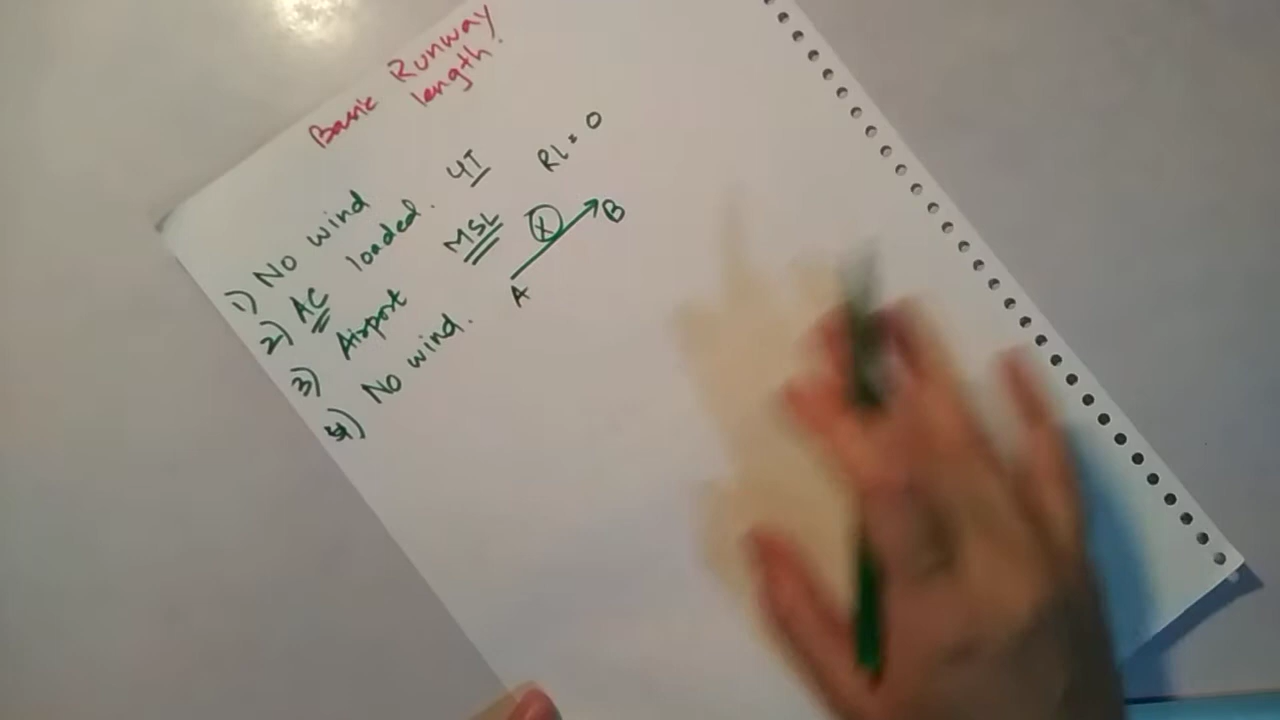 Basic Runway
length.
1) No wind
2) AC loaded. 4T RL = 0
3) Airport MSL
4) No wind. A X B